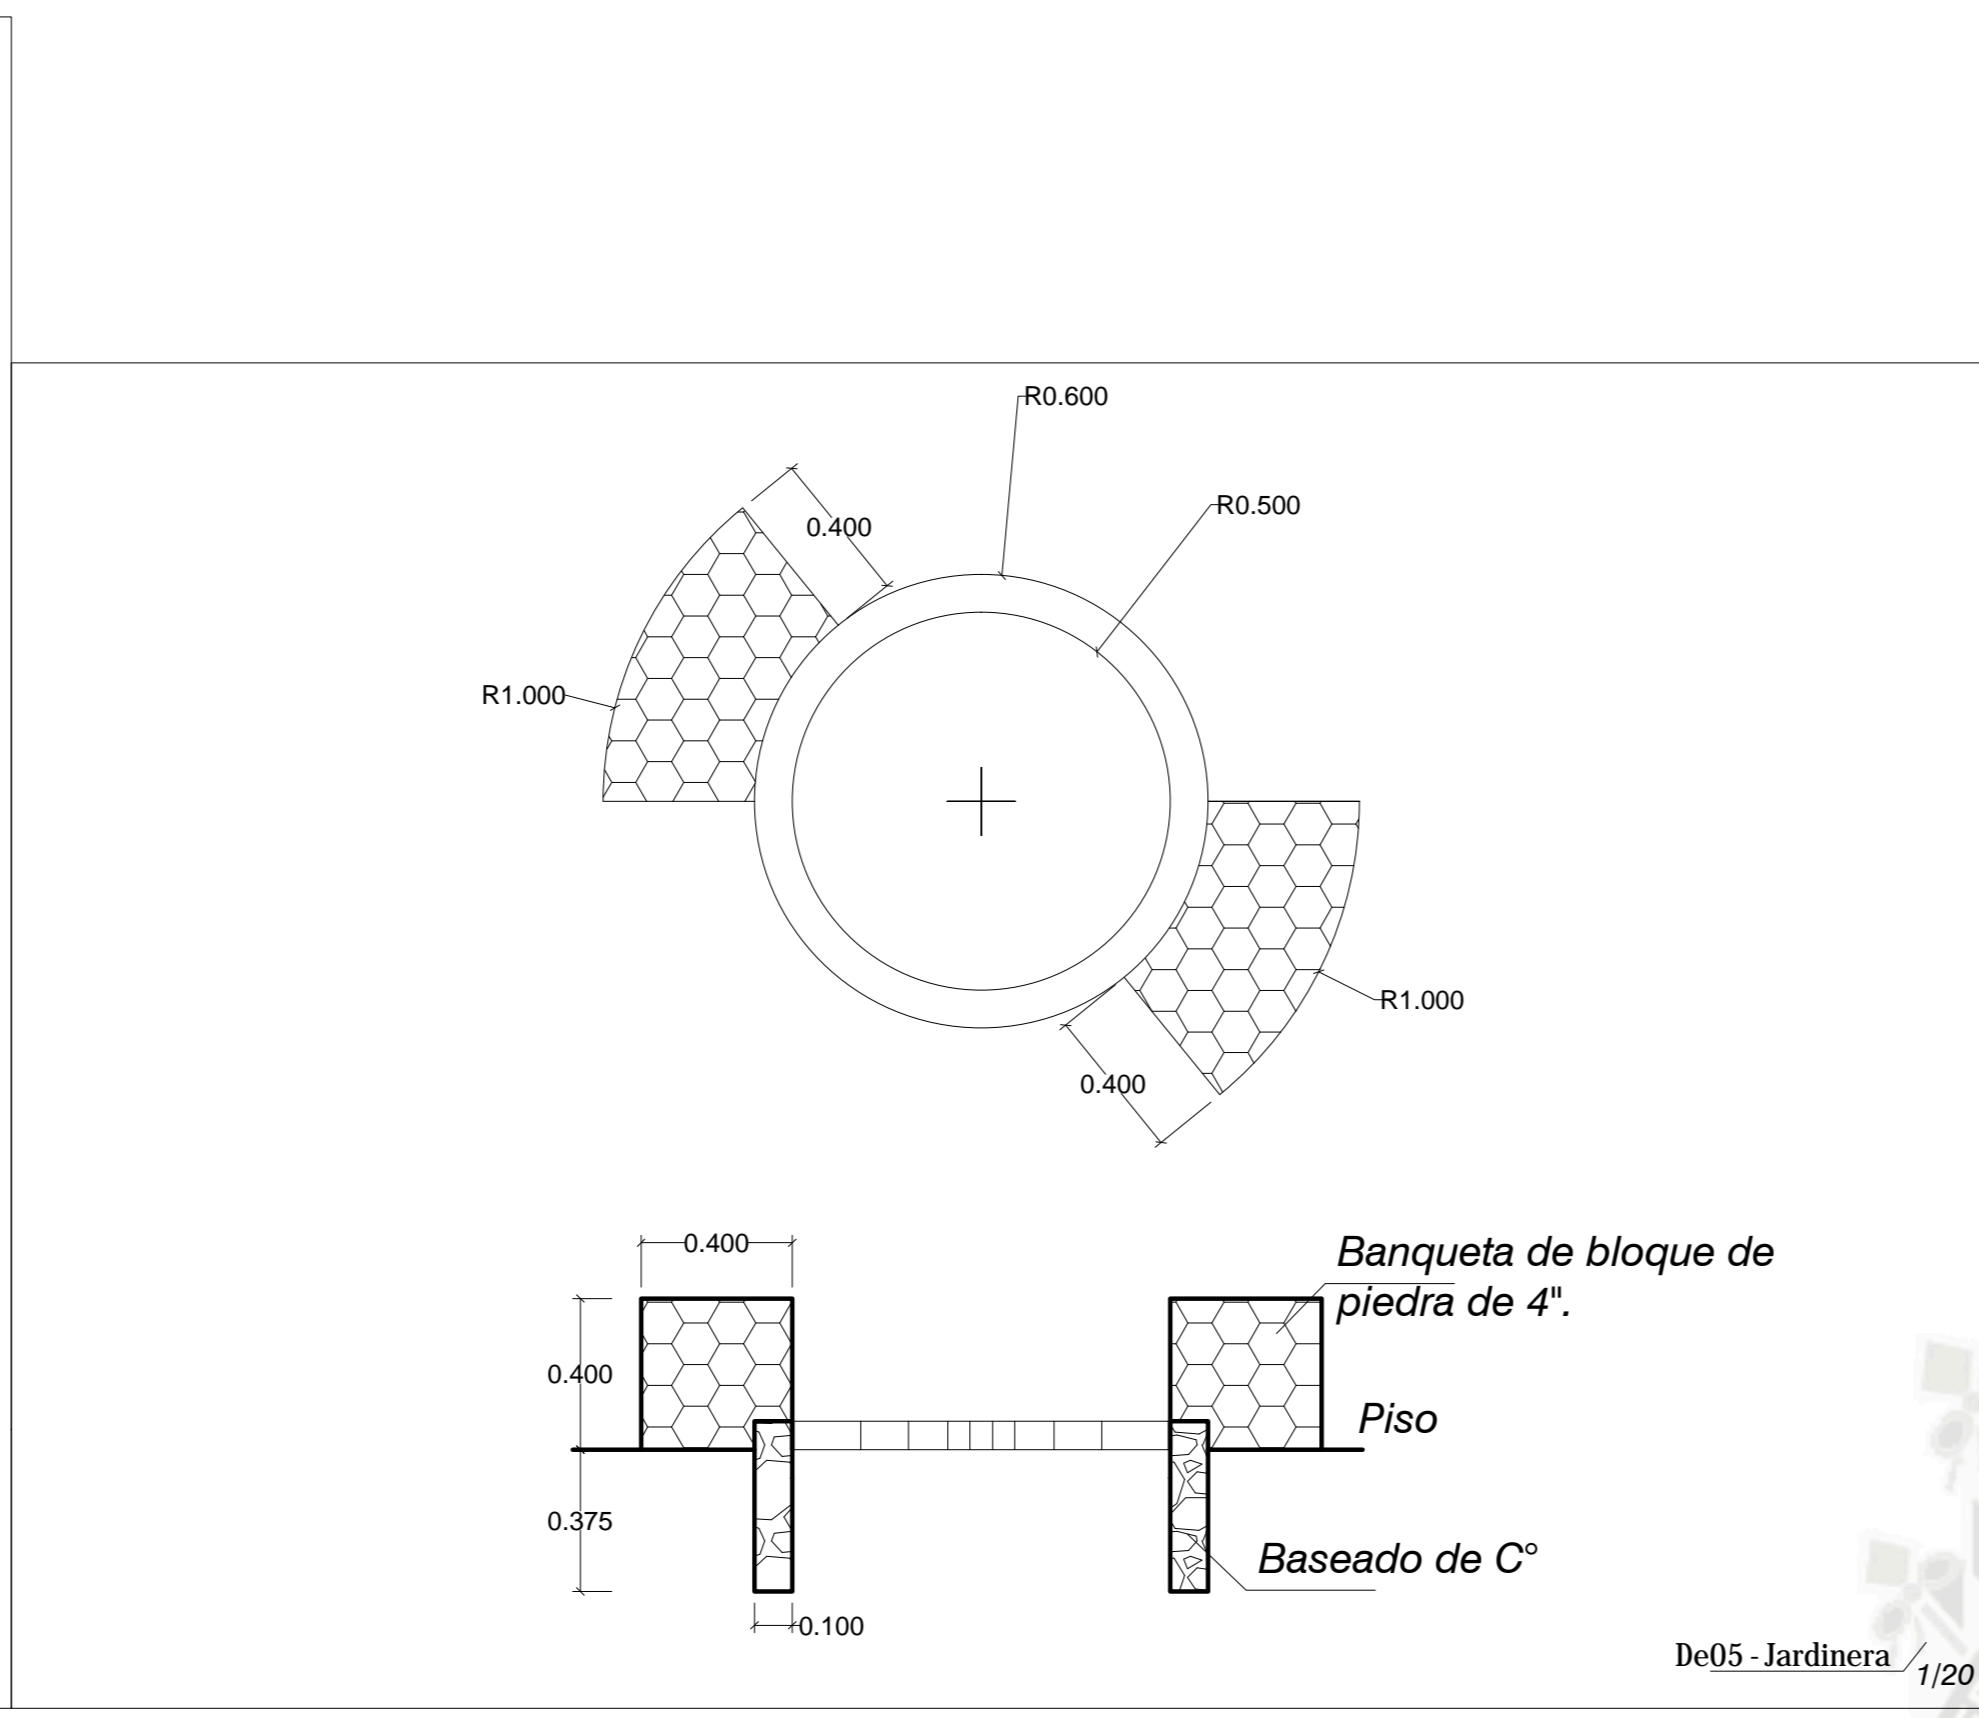 R0.600
R0.500
0.400
R1.000
R1.000
0.400
0.400
Banqueta de bloque de
piedra de 4".
0.400
Piso
0.375
Baseado de C°
0.100
De05 - Jardinera
1/20